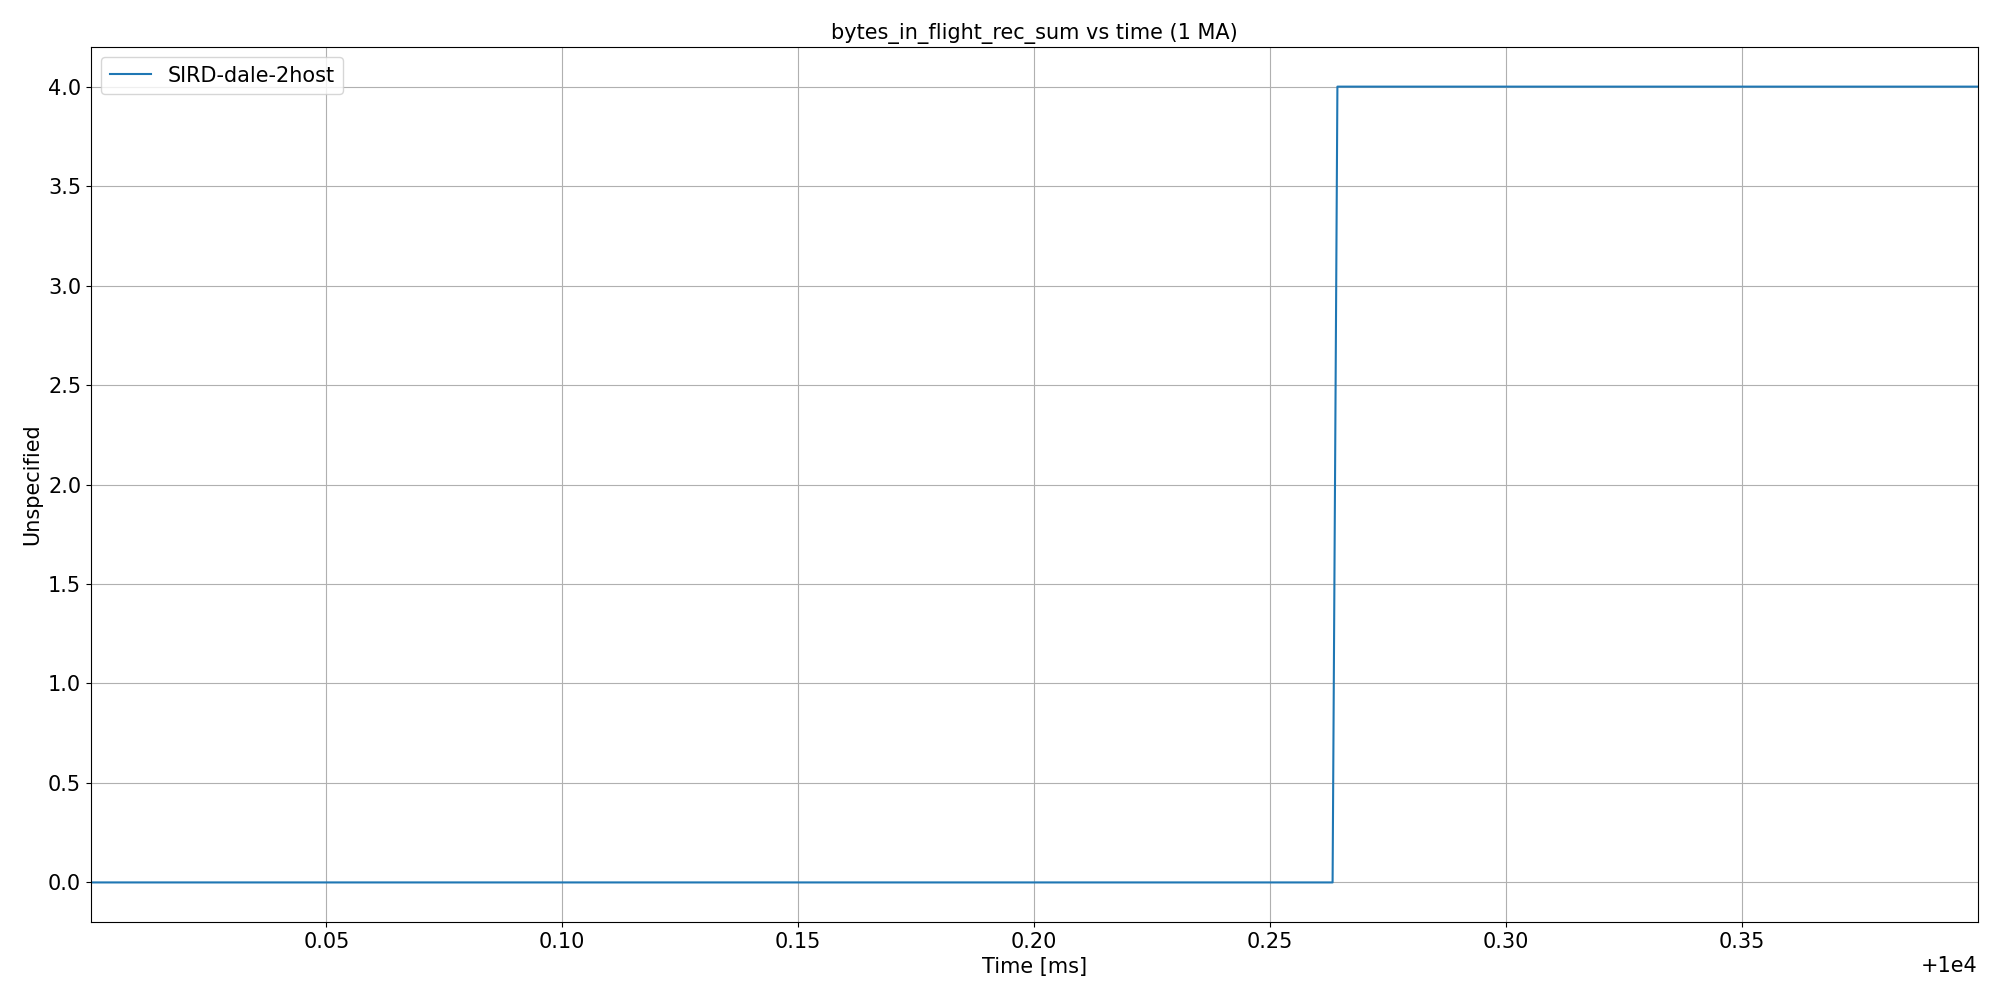 bytes_in_flight_rec_sum vs time (1 MA)
SIRD-dale-2host
4.0
3.5
3.0
2.5
2.0
1.5
1.0
0.5
0.0
Unspecified
0.05 0.10 0.15 0.20 0.25 0.30 0.35
Time [ms]
+1e4